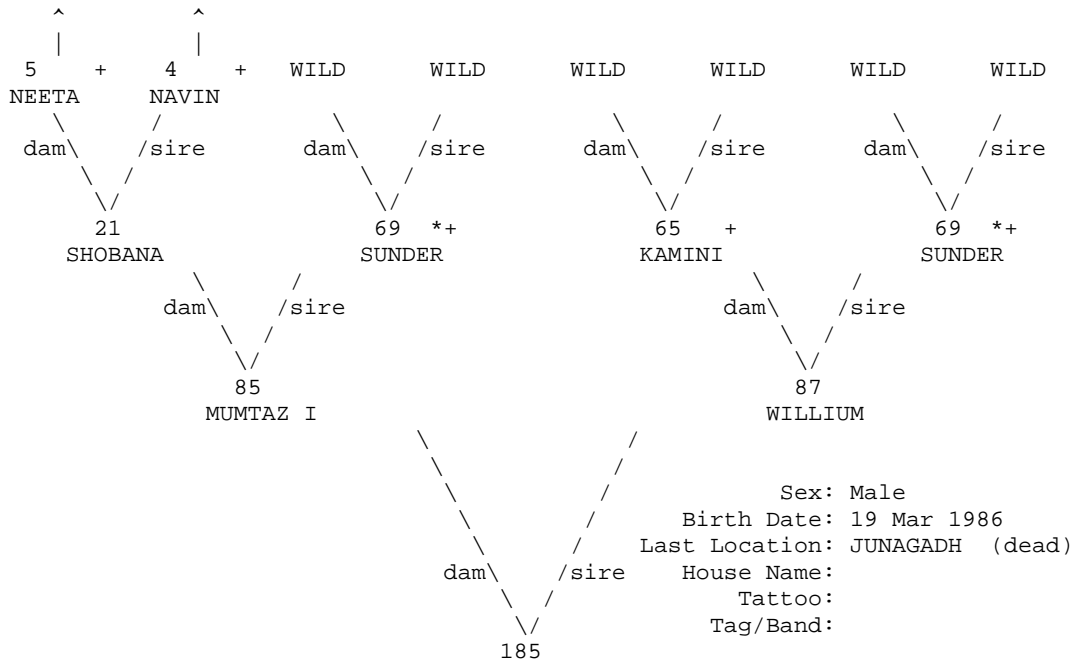 ^ ^
| |
5 + 4 + WILD WILD WILD WILD WILD WILD
NEETA NAVIN
\ / \ / \ / \ /
dam\ /sire dam\ /sire dam\ /sire dam\ /sire
\ / \ / \ / \ /
\/ \/ \/ \/
21 69 *+ 65 + 69 *+
SHOBANA SUNDER KAMINI SUNDER
\ / \ /
dam\ /sire dam\ /sire
\ / \ /
\/ \/
85 87
MUMTAZ I WILLIUM
\ /
\ /
\ / Sex: Male
\ / Birth Date: 19 Mar 1986
\ / Last Location: JUNAGADH (dead)
dam\ /sire House Name:
\ / Tattoo:
\/ Tag/Band:
185